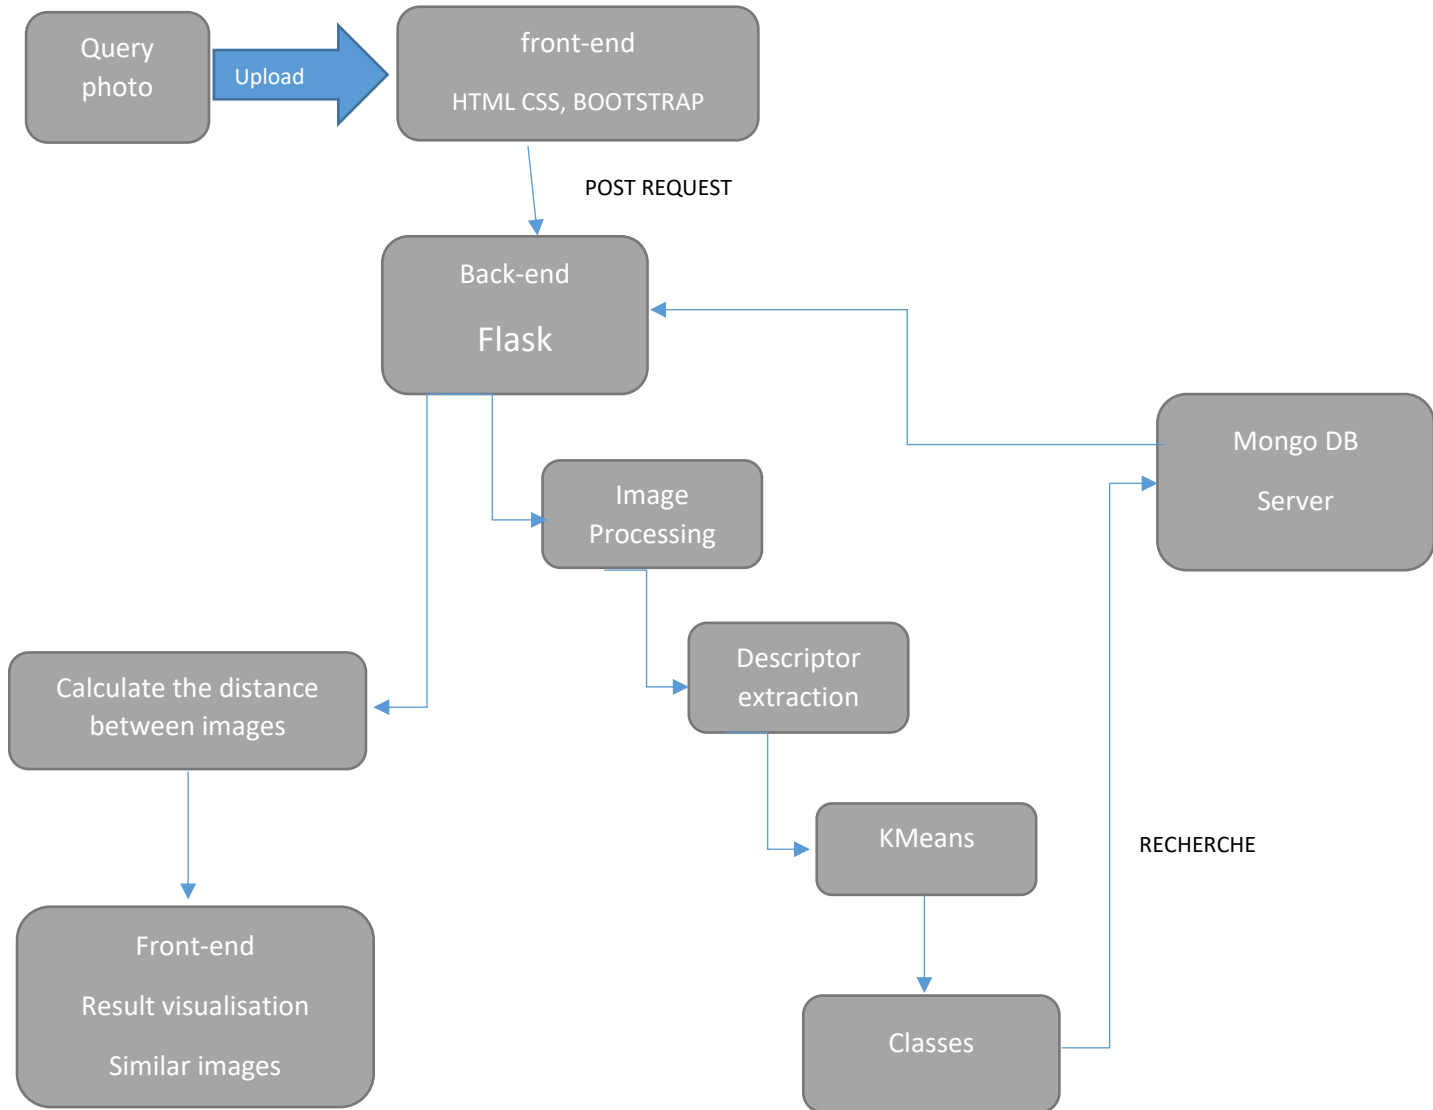 Query
photo
Upload
front-end
HTML CSS, BOOTSTRAP
POST REQUEST
Back-end
Flask
Mongo DB
Server
Image
Processing
Descriptor
extraction
Calculate the distance
between images
KMeans
RECHERCHE
Front-end
Result visualisation
Similar images
Classes